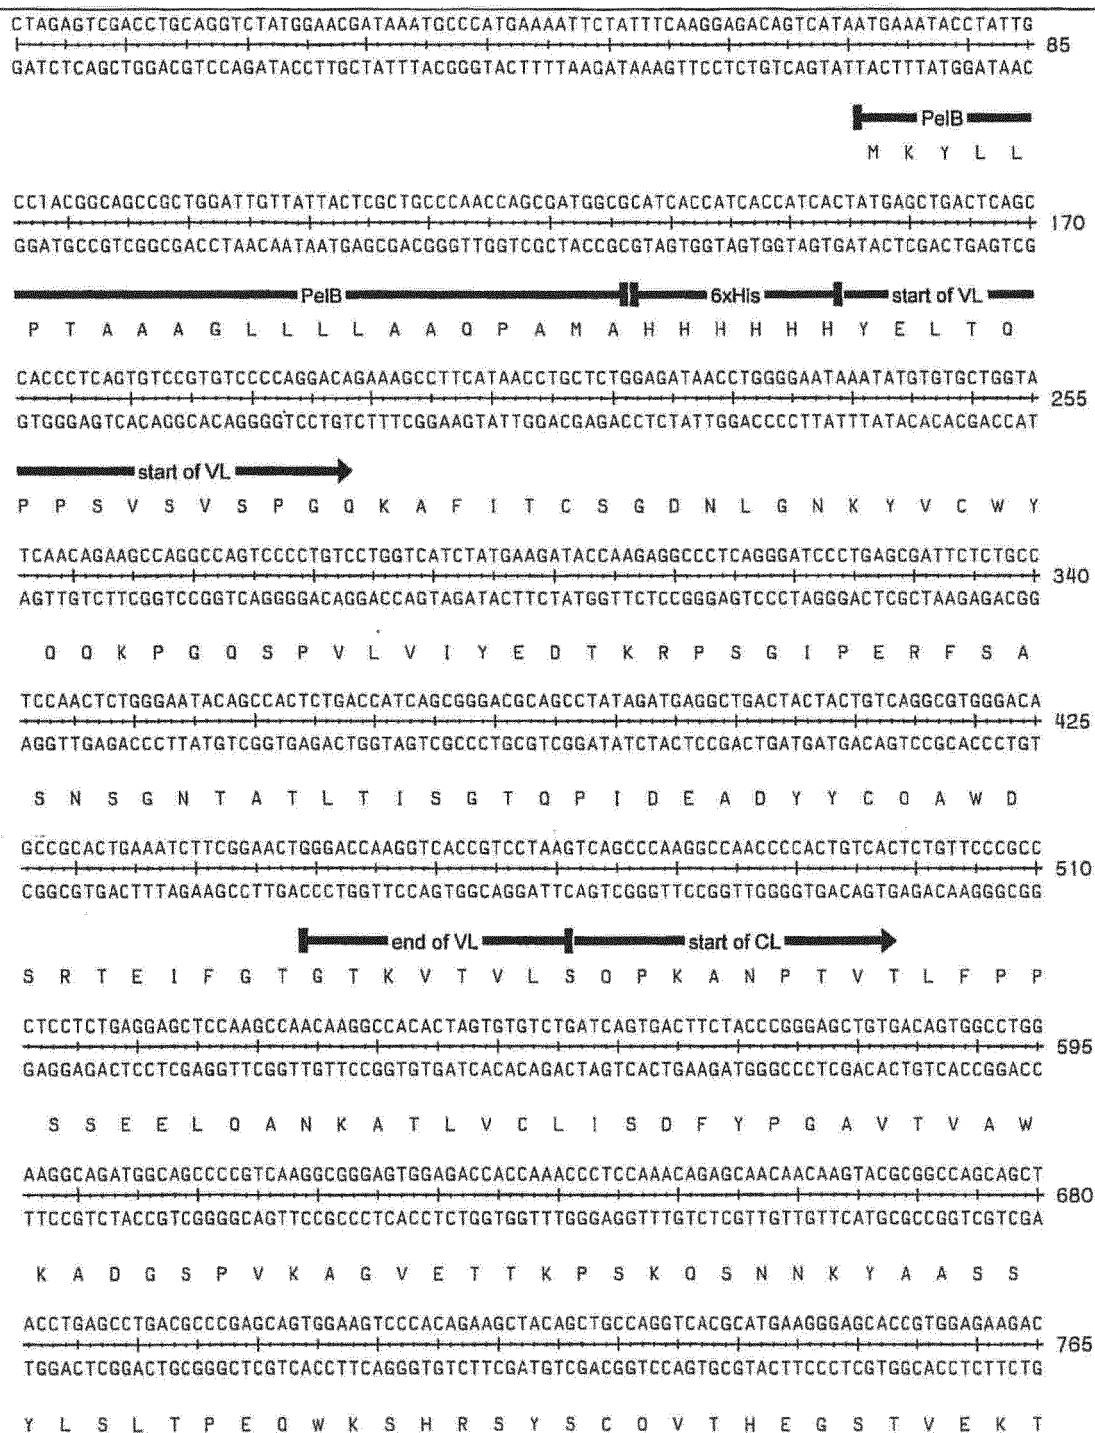 CTAGAGTCGACCTGCAGGTCTATGGAACGATAAATGCCCATGAAAATTCTATTTCAAGGAGACAGTCATAATGAAATACCTATTG
85
GATCTCAGCTGGACGTCCAGATACCTTGCTATTTACGGGTACTTTTAAGATAAAGTTCCTCTGTCAGTATTACTTTATGGATAAC
PelB
M K Y L L
CCTACGGCAGCCGCTGGATTGTTATTACTCGCTGCCCAACCAGCGATGGCGCATCACCATCACCATCACTATGAGCTGACTCAGC
170
GGATGCCGTCGGCGACCTAACAATAATGAGCGACGGGTTGGTCGCTACCGCGTAGTGGTAGTGGTAGTGATACTCGACTGAGTCG
PelB 6xHis start of VL
P T A A A G L L L L A A Q P A M A H H H H H H Y E L T Q
CACCCTCAGTGTCCGTGTCCCCAGGACAGAAAGCCTTCATAACCTGCTCTGGAGATAACCTGGGGAATAAATATGTGTGCTGGTA
255
GTGGGAGTCACAGGCACAGGGGTCCTGTCTTTCGGAAGTATTGGACGAGACCTCTATTGGACCCCTTATTTATACACACGACCAT
start of VL
P P S V S V S P G Q K A F I T C S G D N L G N K Y V C W Y
TCAACAGAAGCCAGGCCAGTCCCCTGTCCTGGTCATCTATGAAGATACCAAGAGGCCCTCAGGGATCCCTGAGCGATTCTCTGCC
340
AGTTGTCTTCGGTCCGGTCAGGGGACAGGACCAGTAGATACTTCTATGGTTCTCCGGGAGTCCCTAGGGACTCGCTAAGAGACGG
Q Q K P G Q S P V L V I Y E D T K R P S G I P E R F S A
TCCAACTCTGGGAATACAGCCACTCTGACCATCAGCGGGACGCAGCCTATAGATGAGGCTGACTACTACTGTCAGGCGTGGGACA
425
AGGTTGAGACCCTTATGTCGGTGAGACTGGTAGTCGCCCTGCGTCGGATATCTACTCCGACTGATGATGACAGTCCGCACCCTGT
S N S G N T A T L T I S G T Q P I D E A D Y Y C Q A W D
GCCGCACTGAAATCTTCGGAACTGGGACCAAGGTCACCGTCCTAAGTCAGCCCAAGGCCAACCCCACTGTCACTCTGTTCCCGCC
510
CGGCGTGACTTTAGAAGCCTTGACCCTGGTTCCAGTGGCAGGATTCAGTCGGGTTCCGGTTGGGGTGACAGTGAGACAAGGGCGG
end of VL start of CL
S R T E I F G T G T K V T V L S Q P K A N P T V T L F P P
CTCCTCTGAGGAGCTCCAAGCCAACAAGGCCACACTAGTGTGTCTGATCAGTGACTTCTACCCGGGAGCTGTGACAGTGGCCTGG
595
GAGGAGACTCCTCGAGGTTCGGTTGTTCCGGTGTGATCACACAGACTAGTCACTGAAGATGGGCCCTCGACACTGTCACCGGACC
S S E E L Q A N K A T L V C L I S D F Y P G A V T V A W
AAGGCAGATGGCAGCCCCGTCAAGGCGGGAGTGGAGACCACCAAACCCTCCAAACAGAGCAACAACAAGTACGCGGCCAGCAGCT
680
TTCCGTCTACCGTCGGGGCAGTTCCGCCCTCACCTCTGGTGGTTTGGGAGGTTTGTCTCGTTGTTGTTCATGCGCCGGTCGTCGA
K A D G S P V K A G V E T T K P S K Q S N N K Y A A S S
ACCTGAGCCTGACGCCCGAGCAGTGGAAGTCCCACAGAAGCTACAGCTGCCAGGTCACGCATGAAGGGAGCACCGTGGAGAAGAC
765
TGGACTCGGACTGCGGGCTCGTCACCTTCAGGGTGTCTTCGATGTCGACGGTCCAGTGCGTACTTCCCTCGTGGCACCTCTTCTG
Y L S L T P E Q W K S H R S Y S C Q V T H E G S T V E K T